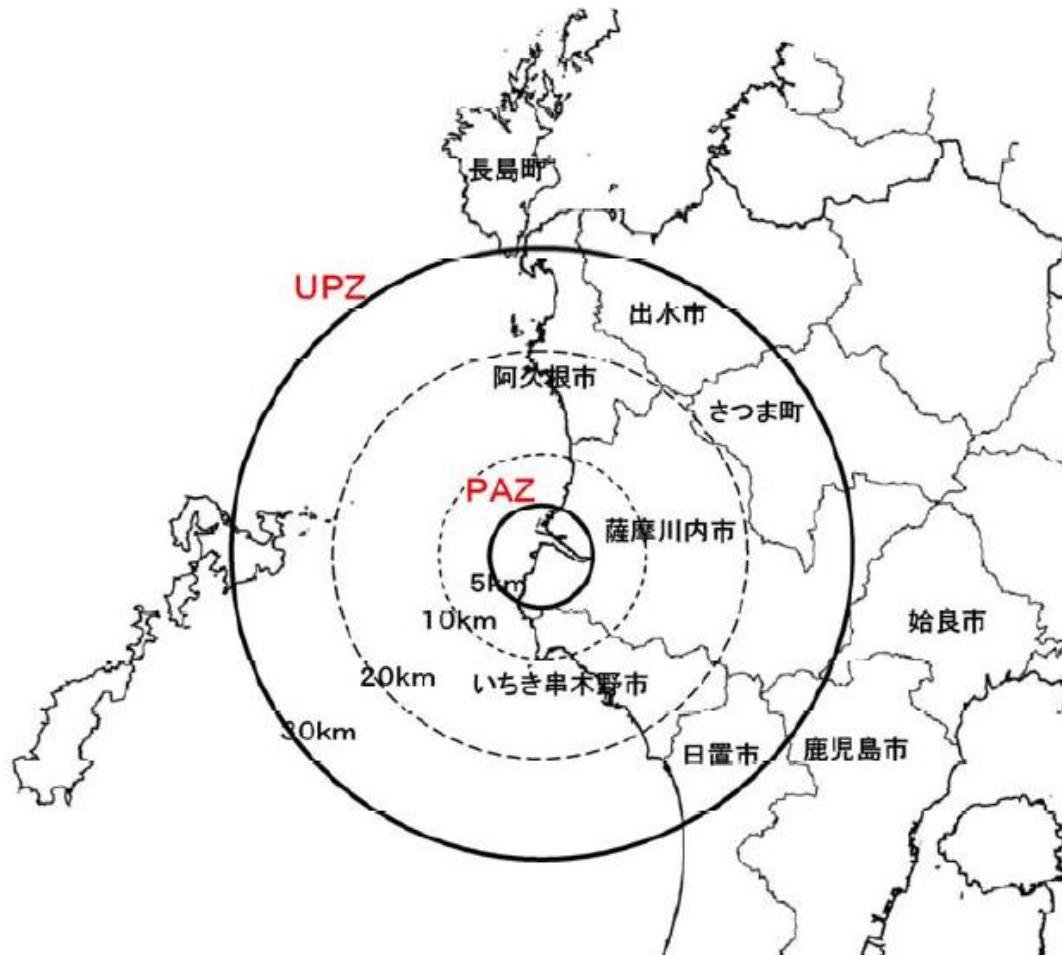 長島町
UPZ
出水市
阿久根市
さつま町
PAZ
薩摩川内市
5km
10km
姶良市
20km
いちき串木野市
30km
日置市
鹿児島市